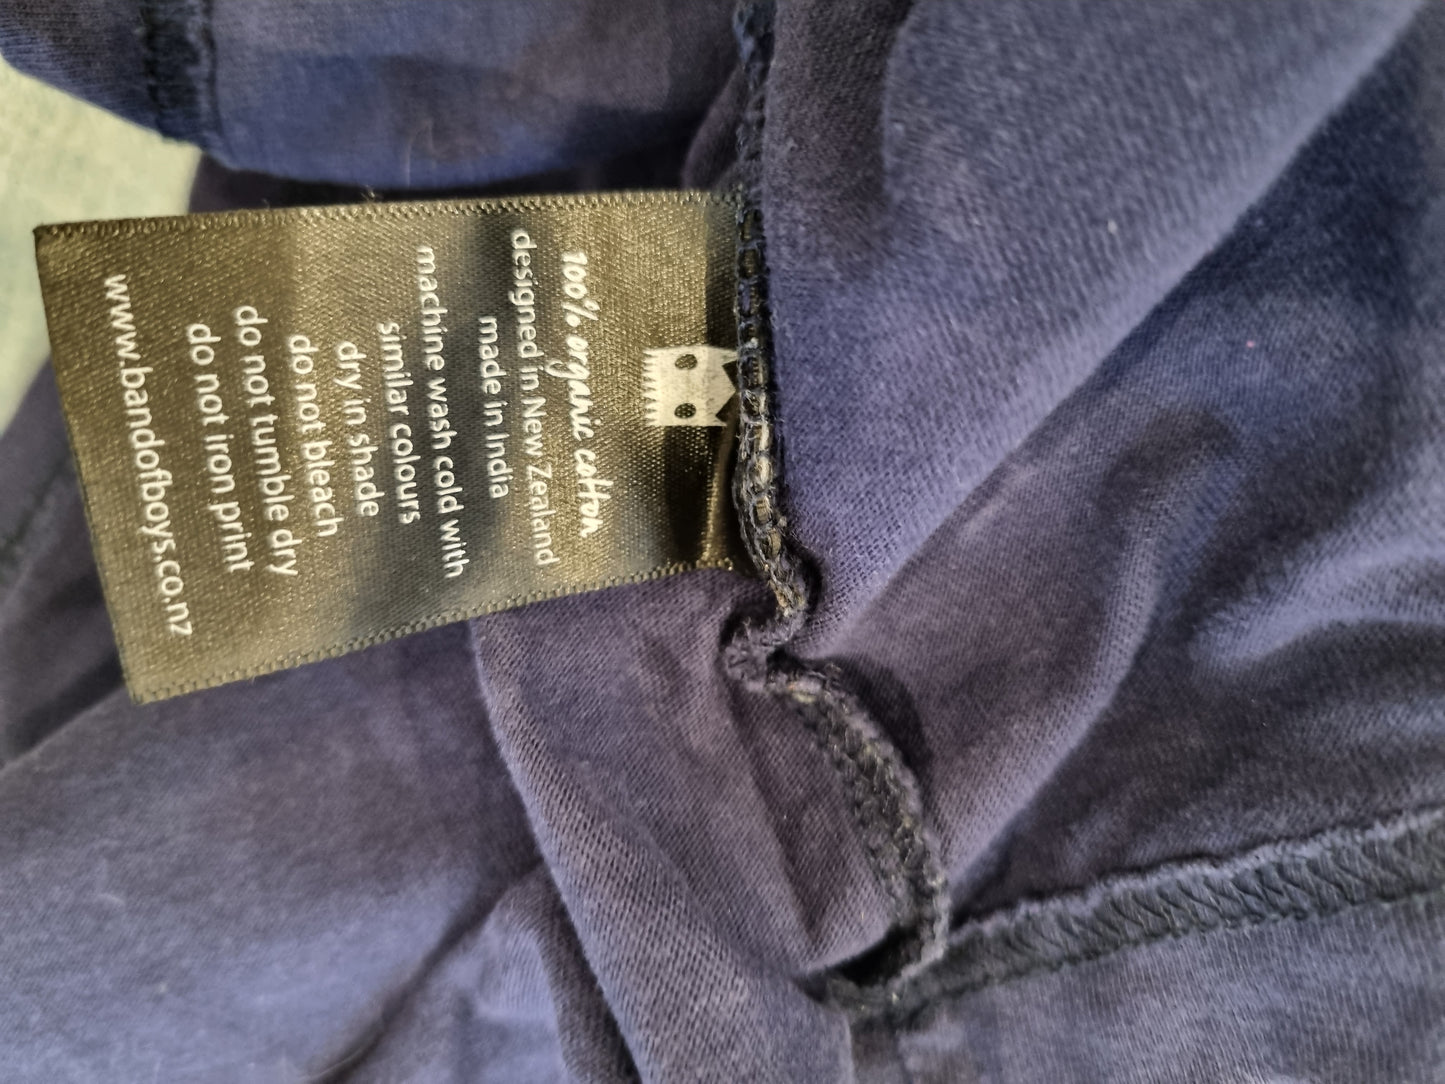 100% organic cotton
designed in New Zealand
made in India
machine wash cold with
similar colours
dry in shade
do not bleach
do not tumble dry
do not iron print
www.bandofboys.co.nz